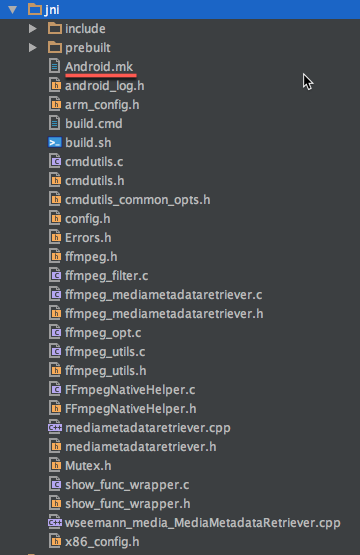 jni
include
prebuilt
Android.mk
android_log.h
arm_config.h
build.cmd
build.sh
cmdutils.c
cmdutils.h
cmdutils_common_opts.h
config.h
Errors.h
ffmpeg.h
ffmpeg_filter.c
ffmpeg_mediametadataretriever.c
ffmpeg_mediametadataretriever.h
ffmpeg_opt.c
ffmpeg_utils.c
ffmpeg_utils.h
FFmpegNativeHelper.c
FFmpegNativeHelper.h
mediametadataretriever.cpp
mediametadataretriever.h
Mutex.h
show_func_wrapper.c
show_func_wrapper.h
wseemann_media_MediaMetadataRetriever.cpp
x86_config.h